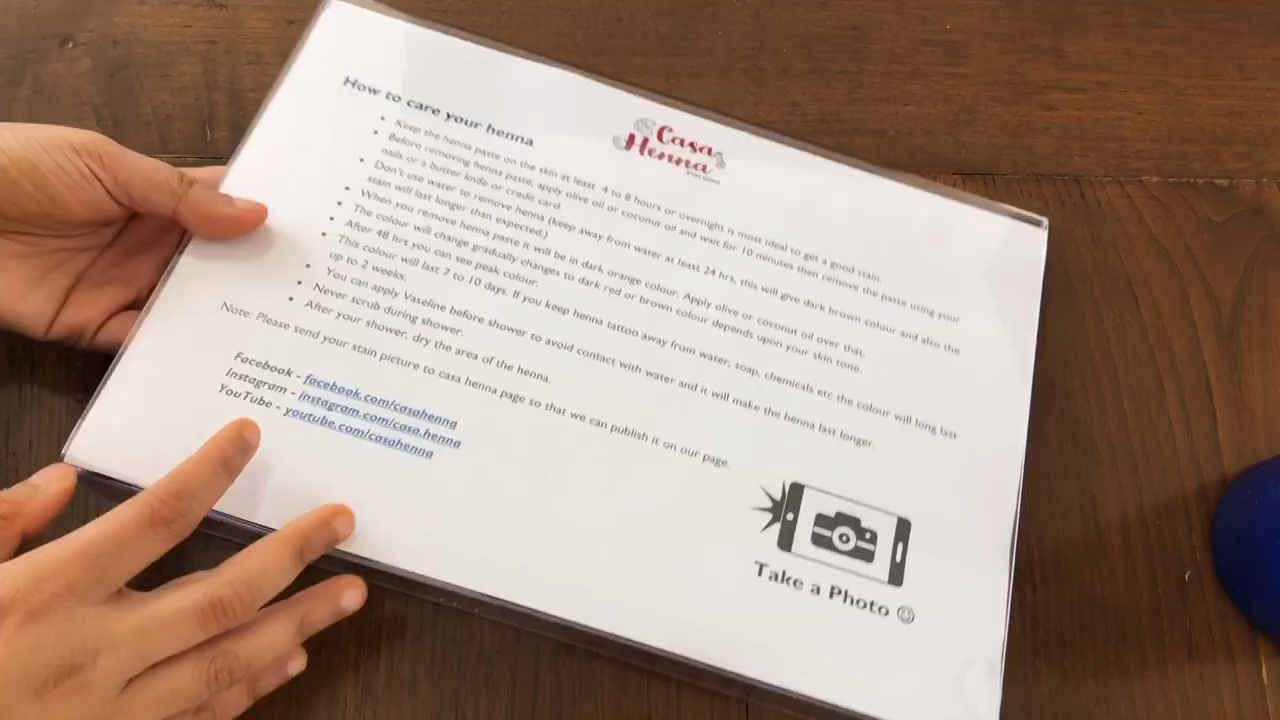 Casa
Henna
How to care your henna
Keep the henna paste on the skin at least 4 to 8 hours or overnight is most ideal to get a good stain
Before removing henna paste, apply olive oil or coconut oil and wait for 10 minutes then remove the paste using your
nails or a butter knife or credit card.
Don't use water to remove henna (keep away from water at least 24 hrs, this will give dark brown colour and also the
stain will last longer than expected.)
When you remove henna paste it will be in dark orange colour. Apply olive or coconut oil over that.
The colour will change gradually changes to dark red or brown colour depends upon your skin tone.
After 48 hrs you can see peak colour.
This colour will last 7 to 10 days. If you keep henna tattoo away from water, soap, chemicals etc the colour will long last
up to 2 weeks.
You can apply Vaseline before shower to avoid contact with water and it will make the henna last longer.
Never scrub during shower.
After your shower, dry the area of the henna.
Note: Please send your stain picture to casa henna page so that we can publish it on our page.
Facebook - facebook.com/casahenna
Instagram - instagram.com/casa.henna
YouTube - youtube.com/casahenna
Take a Photo ☺